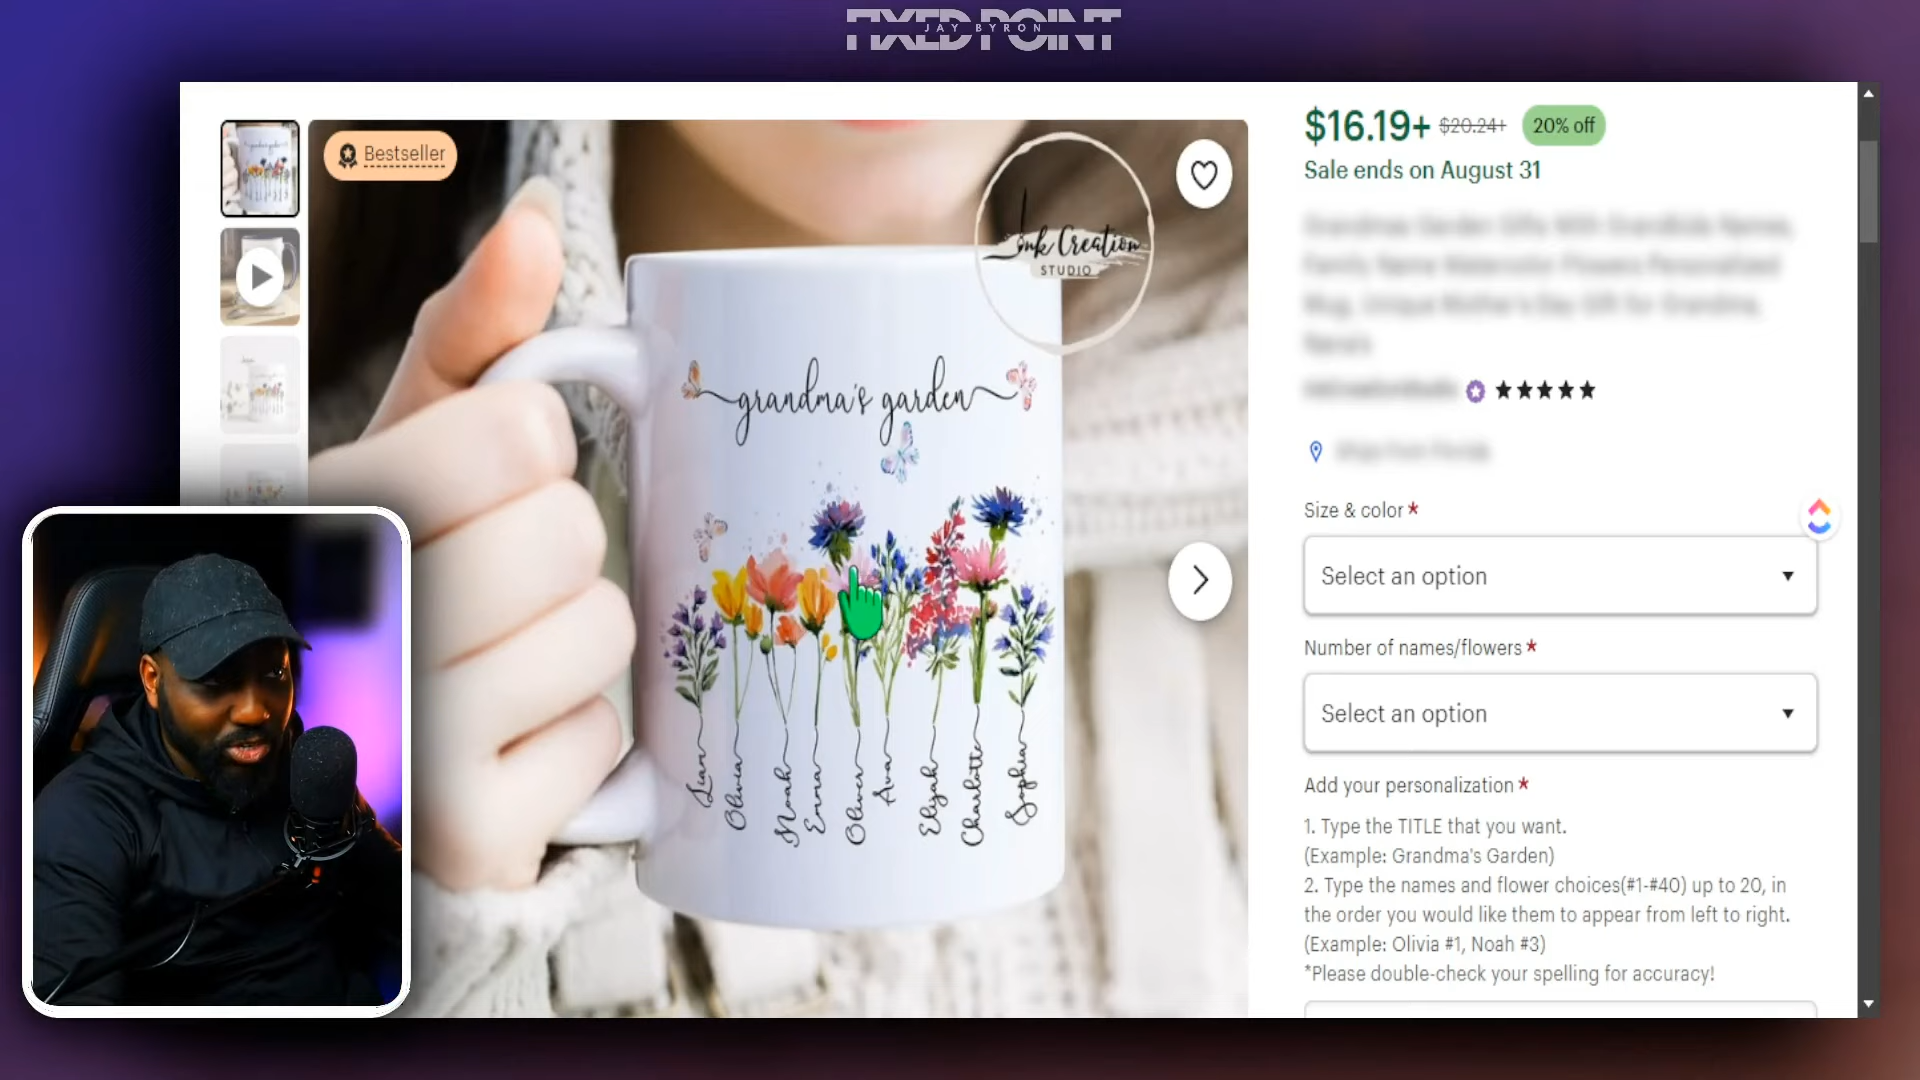 FIXED POINT
JAY BYRON
Bestseller
Ink Creation
STUDIO
grandma's garden
Liam
Olivia
Noah
Emma
Oliver
Ava
Elijah
Charlotte
Sophia
$16.19+ $20.24+ 20% off
Sale ends on August 31
Size & color *
Select an option
Number of names/flowers *
Select an option
Add your personalization *
1. Type the TITLE that you want.
(Example: Grandma's Garden)
2. Type the names and flower choices(#1-#40) up to 20, in
the order you would like them to appear from left to right.
(Example: Olivia #1, Noah #3)
*Please double-check your spelling for accuracy!